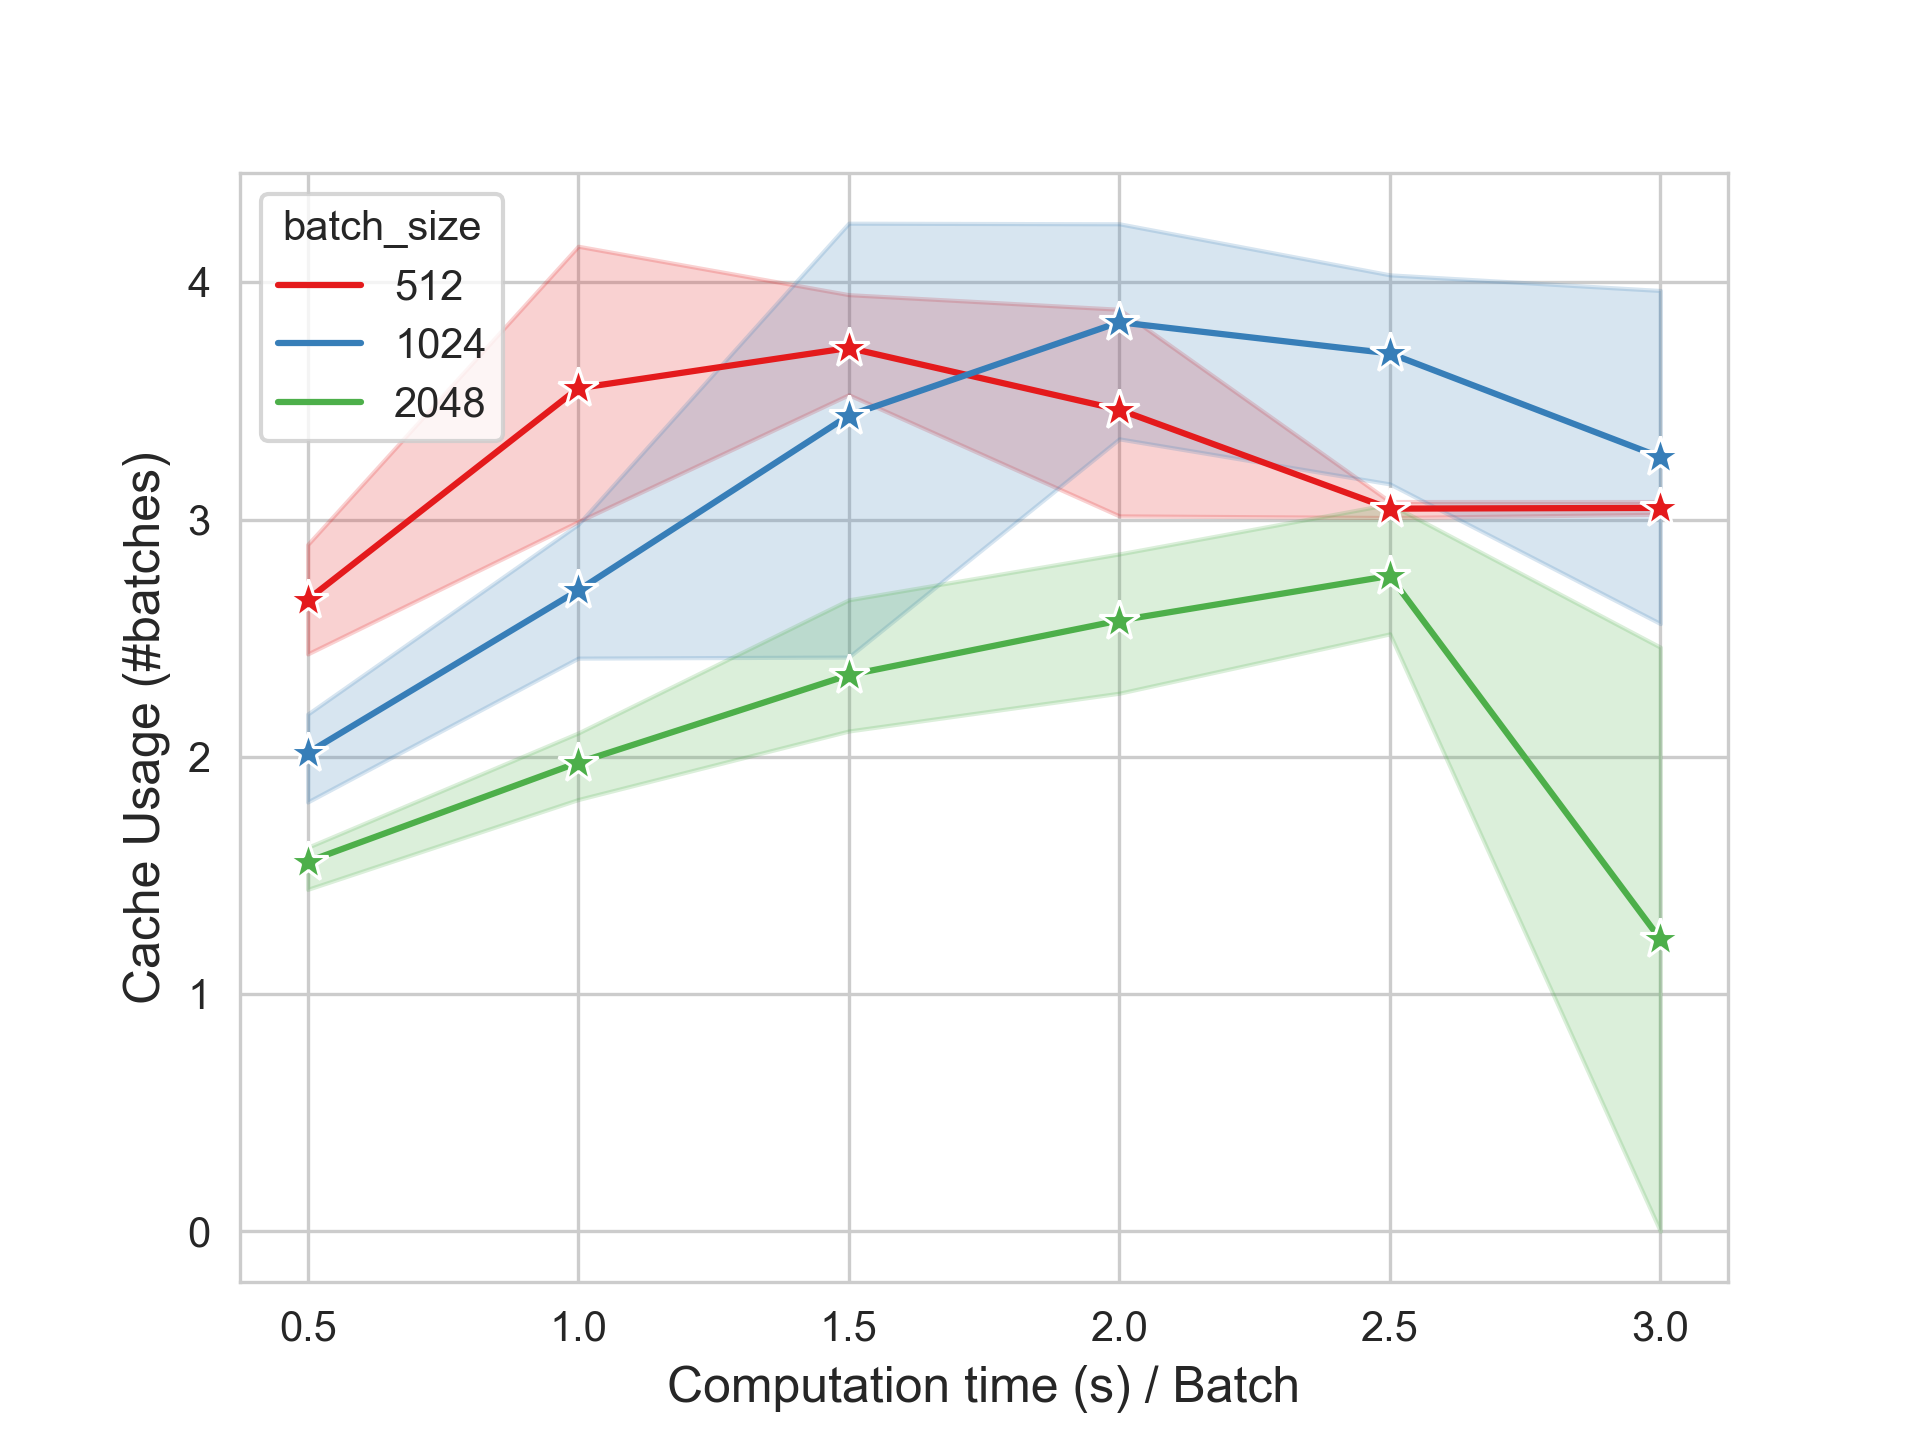 batch_size
512
1024
2048
4
3
2
1
0
Cache Usage (#batches)
0.5 1.0 1.5 2.0 2.5 3.0
Computation time (s) / Batch